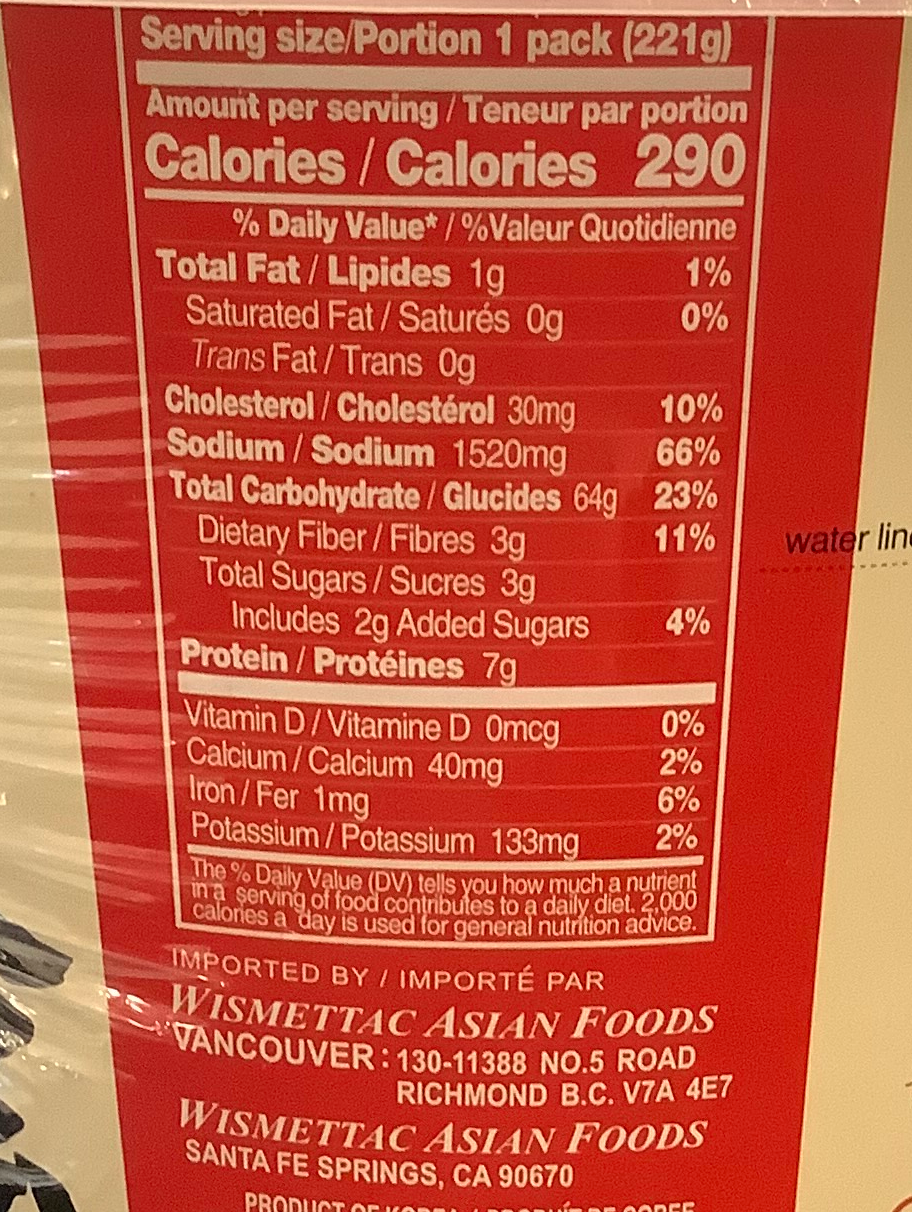 Serving size/Portion 1 pack (221g)
Amount per serving / Teneur par portion
Calories / Calories 290
% Daily Value* / %Valeur Quotidienne
Total Fat / Lipides 1g 1%
Saturated Fat / Saturés 0g 0%
Trans Fat / Trans 0g
Cholesterol / Cholestérol 30mg 10%
Sodium / Sodium 1520mg 66%
Total Carbohydrate / Glucides 64g 23%
Dietary Fiber / Fibres 3g 11%
Total Sugars / Sucres 3g
Includes 2g Added Sugars 4%
Protein / Protéines 7g
Vitamin D / Vitamine D 0mcg 0%
Calcium / Calcium 40mg 2%
Iron / Fer 1mg 6%
Potassium / Potassium 133mg 2%
The % Daily Value (DV) tells you how much a nutrient
in a serving of food contributes to a daily diet. 2,000
calories a day is used for general nutrition advice.
water
IMPORTED BY / IMPORTÉ PAR
WISMETTAC ASIAN FOODS
VANCOUVER : 130-11388 NO.5 ROAD
RICHMOND B.C. V7A 4E7
WISMETTAC ASIAN FOODS
SANTA FE SPRINGS, CA 90670
PRODUCT OF